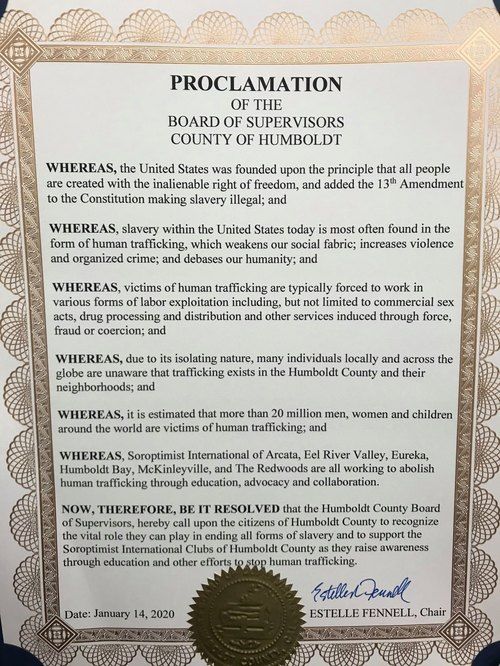 PROCLAMATION
OF THE
BOARD OF SUPERVISORS
COUNTY OF HUMBOLDT
WHEREAS, the United States was founded upon the principle that all people
are created with the inalienable right of freedom, and added the 13th Amendment
to the Constitution making slavery illegal; and
WHEREAS, slavery within the United States today is most often found in the
form of human trafficking, which weakens our social fabric; increases violence
and organized crime; and debases our humanity; and
WHEREAS, victims of human trafficking are typically forced to work in
various forms of labor exploitation including, but not limited to commercial sex
acts, drug processing and distribution and other services induced through force,
fraud or coercion; and
WHEREAS, due to its isolating nature, many individuals locally and across the
globe are unaware that trafficking exists in the Humboldt County and their
neighborhoods; and
WHEREAS, it is estimated that more than 20 million men, women and children
around the world are victims of human trafficking; and
WHEREAS, Soroptimist International of Arcata, Eel River Valley, Eureka,
Humboldt Bay, McKinleyville, and The Redwoods are all working to abolish
human trafficking through education, advocacy and collaboration.
NOW, THEREFORE, BE IT RESOLVED that the Humboldt County Board
of Supervisors, hereby call upon the citizens of Humboldt County to recognize
the vital role they can play in ending all forms of slavery and to support the
Soroptimist International Clubs of Humboldt County as they raise awareness
through education and other efforts to stop human trafficking.
Estelle Fennell
Date: January 14, 2020 ESTELLE FENNELL, Chair